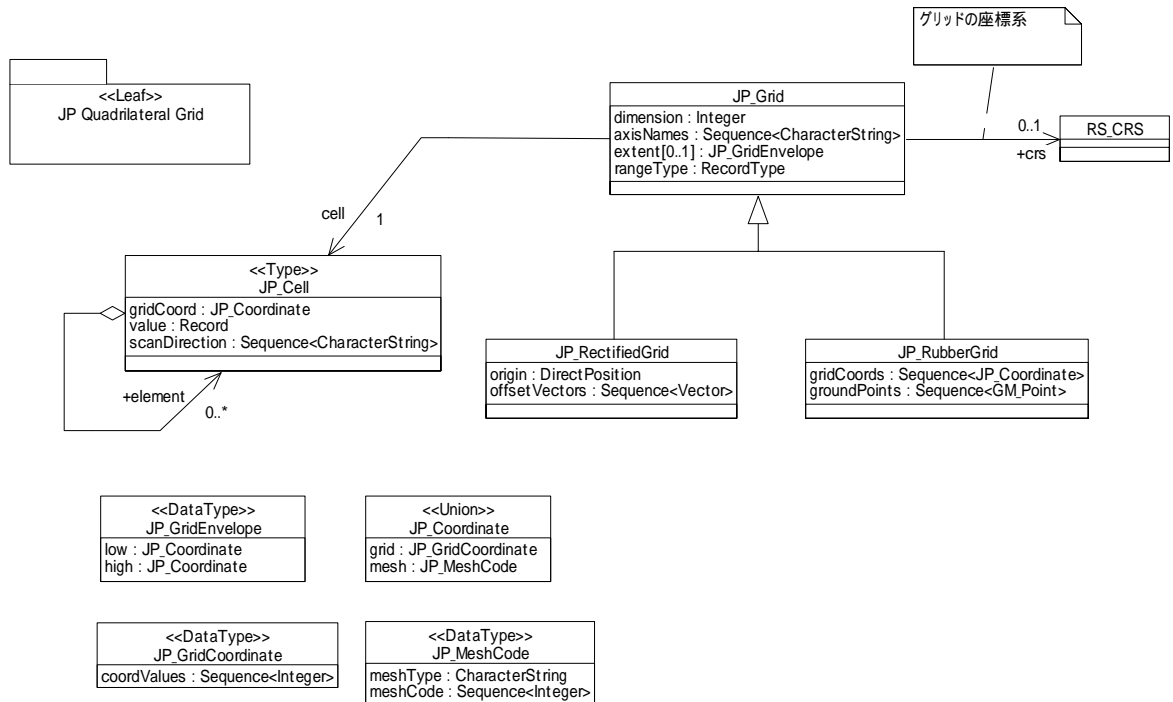 グリッドの座標系
<<Leaf>>
JP Quadrilateral Grid
JP_Grid
dimension : Integer
axisNames : Sequence<CharacterString>
extent[0..1] : JP_GridEnvelope
rangeType : RecordType
0..1
+crs
RS_CRS
cell
1
<<Type>>
JP_Cell
gridCoord : JP_Coordinate
value : Record
scanDirection : Sequence<CharacterString>
+element
0..*
JP_RectifiedGrid
origin : DirectPosition
offsetVectors : Sequence<Vector>
JP_RubberGrid
gridCoords : Sequence<JP_Coordinate>
groundPoints : Sequence<GM_Point>
<<DataType>>
JP_GridEnvelope
low : JP_Coordinate
high : JP_Coordinate
<<Union>>
JP_Coordinate
grid : JP_GridCoordinate
mesh : JP_MeshCode
<<DataType>>
JP_GridCoordinate
coordValues : Sequence<Integer>
<<DataType>>
JP_MeshCode
meshType : CharacterString
meshCode : Sequence<Integer>